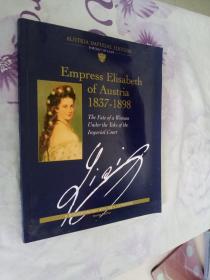 AUSTRIA IMPERIAL EDITION
Empress Elisabeth
of Austria
1837-1898
The Fate of a Woman
Under the Yoke of the
Imperial Court